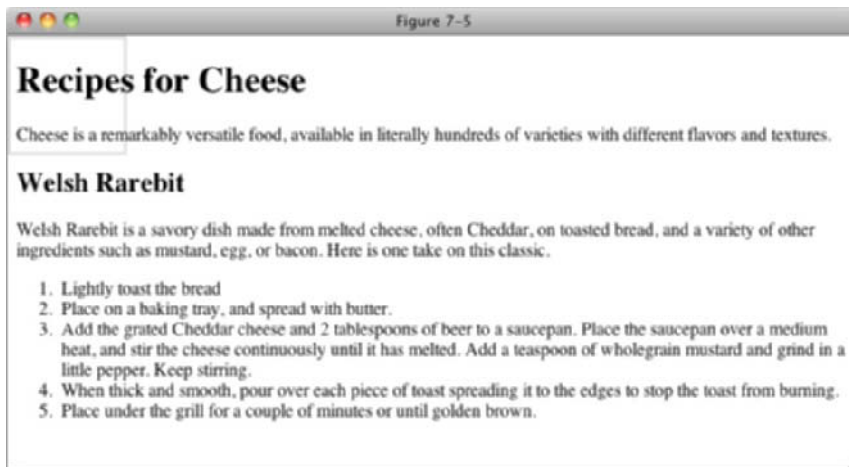 Figure 7-5
Recipes for Cheese
Cheese is a remarkably versatile food, available in literally hundreds of varieties with different flavors and textures.
Welsh Rarebit
Welsh Rarebit is a savory dish made from melted cheese, often Cheddar, on toasted bread, and a variety of other
ingredients such as mustard, egg, or bacon. Here is one take on this classic.
1. Lightly toast the bread
2. Place on a baking tray, and spread with butter.
3. Add the grated Cheddar cheese and 2 tablespoons of beer to a saucepan. Place the saucepan over a medium
heat, and stir the cheese continuously until it has melted. Add a teaspoon of wholegrain mustard and grind in a
little pepper. Keep stirring.
4. When thick and smooth, pour over each piece of toast spreading it to the edges to stop the toast from burning.
5. Place under the grill for a couple of minutes or until golden brown.